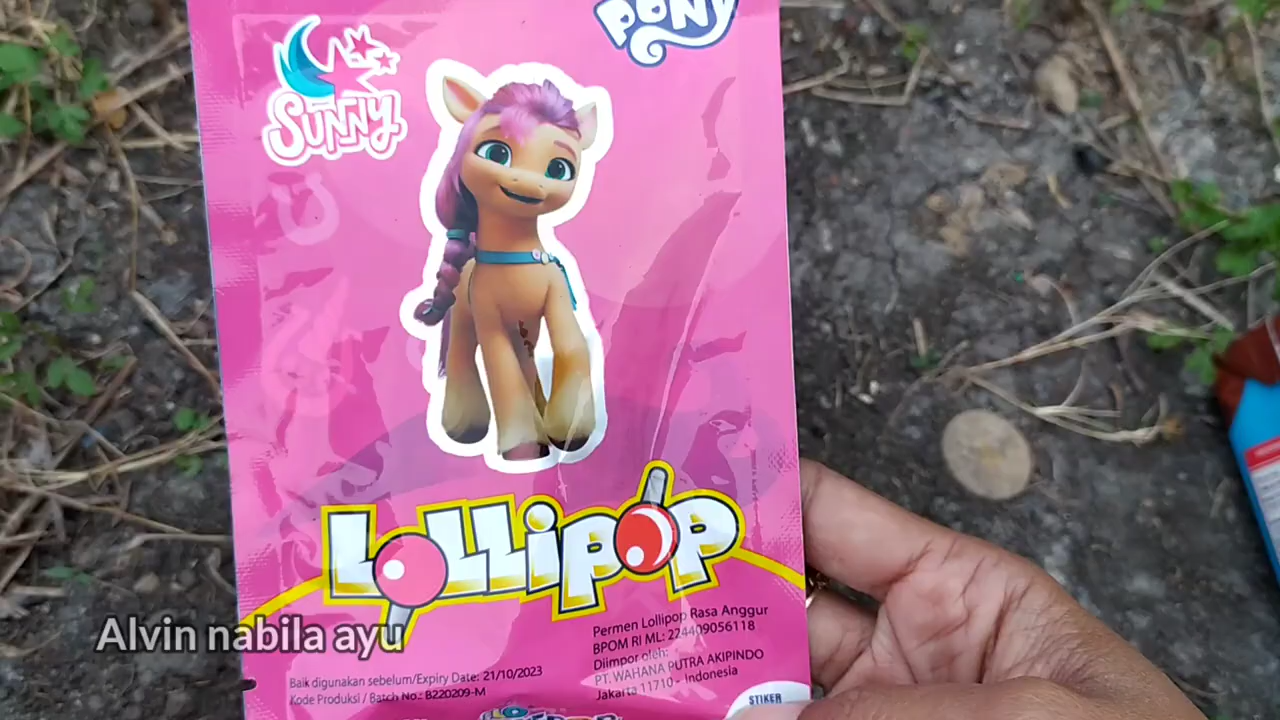 PONY
SUNNY
LOLLIPOP
Permen Lollipop Rasa Anggur
BPOM RI ML: 224409056118
Diimpor oleh:
PT. WAHANA PUTRA AKIPINDO
Jakarta 11710 - Indonesia
Baik digunakan sebelum/Expiry Date: 21/10/2023
Kode Produksi / Batch No.: B220209-M
STIKER
Alvin nabila ayu